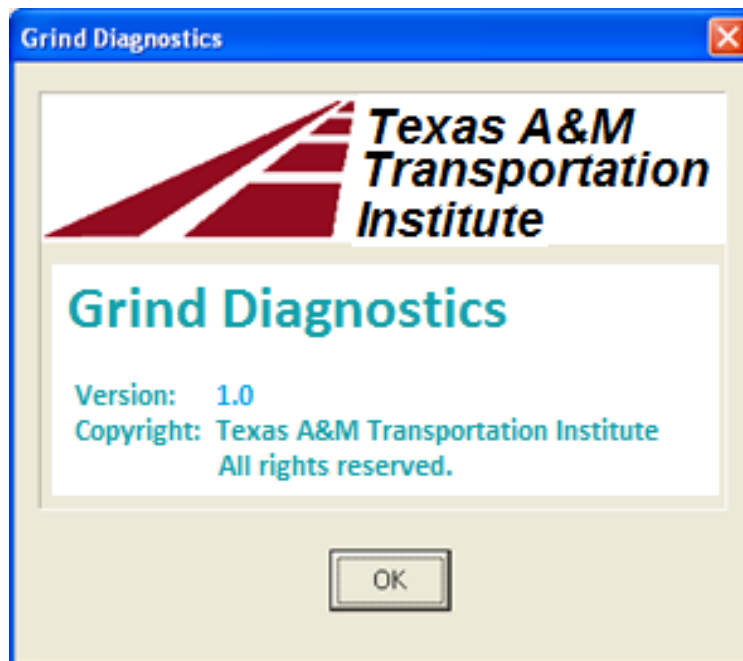 Grind Diagnostics
Texas A&M
Transportation
Institute
Grind Diagnostics
Version: 1.0
Copyright: Texas A&M Transportation Institute
All rights reserved.
OK